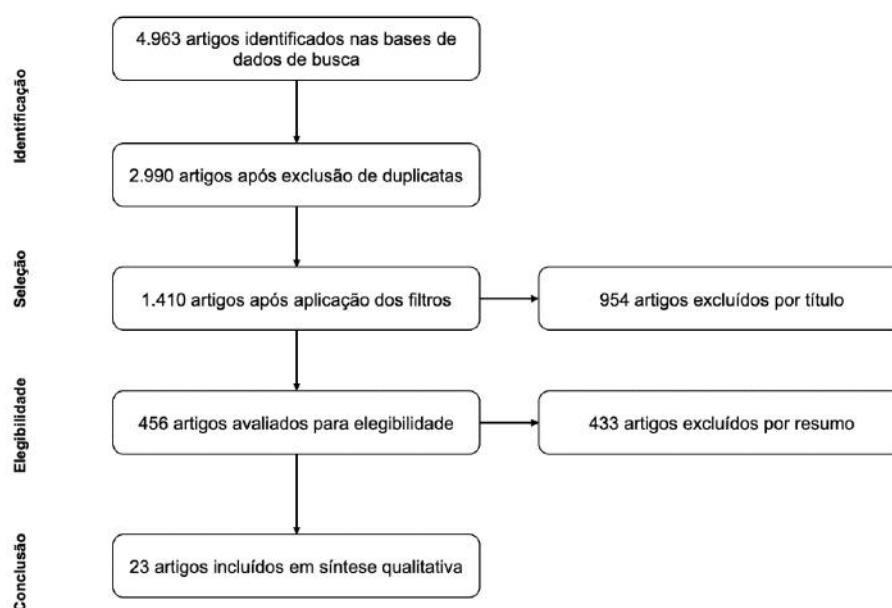 Identificação
4.963 artigos identificados nas bases de
dados de busca
2.990 artigos após exclusão de duplicatas
Seleção
1.410 artigos após aplicação dos filtros
954 artigos excluídos por título
Elegibilidade
456 artigos avaliados para elegibilidade
433 artigos excluídos por resumo
Conclusão
23 artigos incluídos em síntese qualitativa